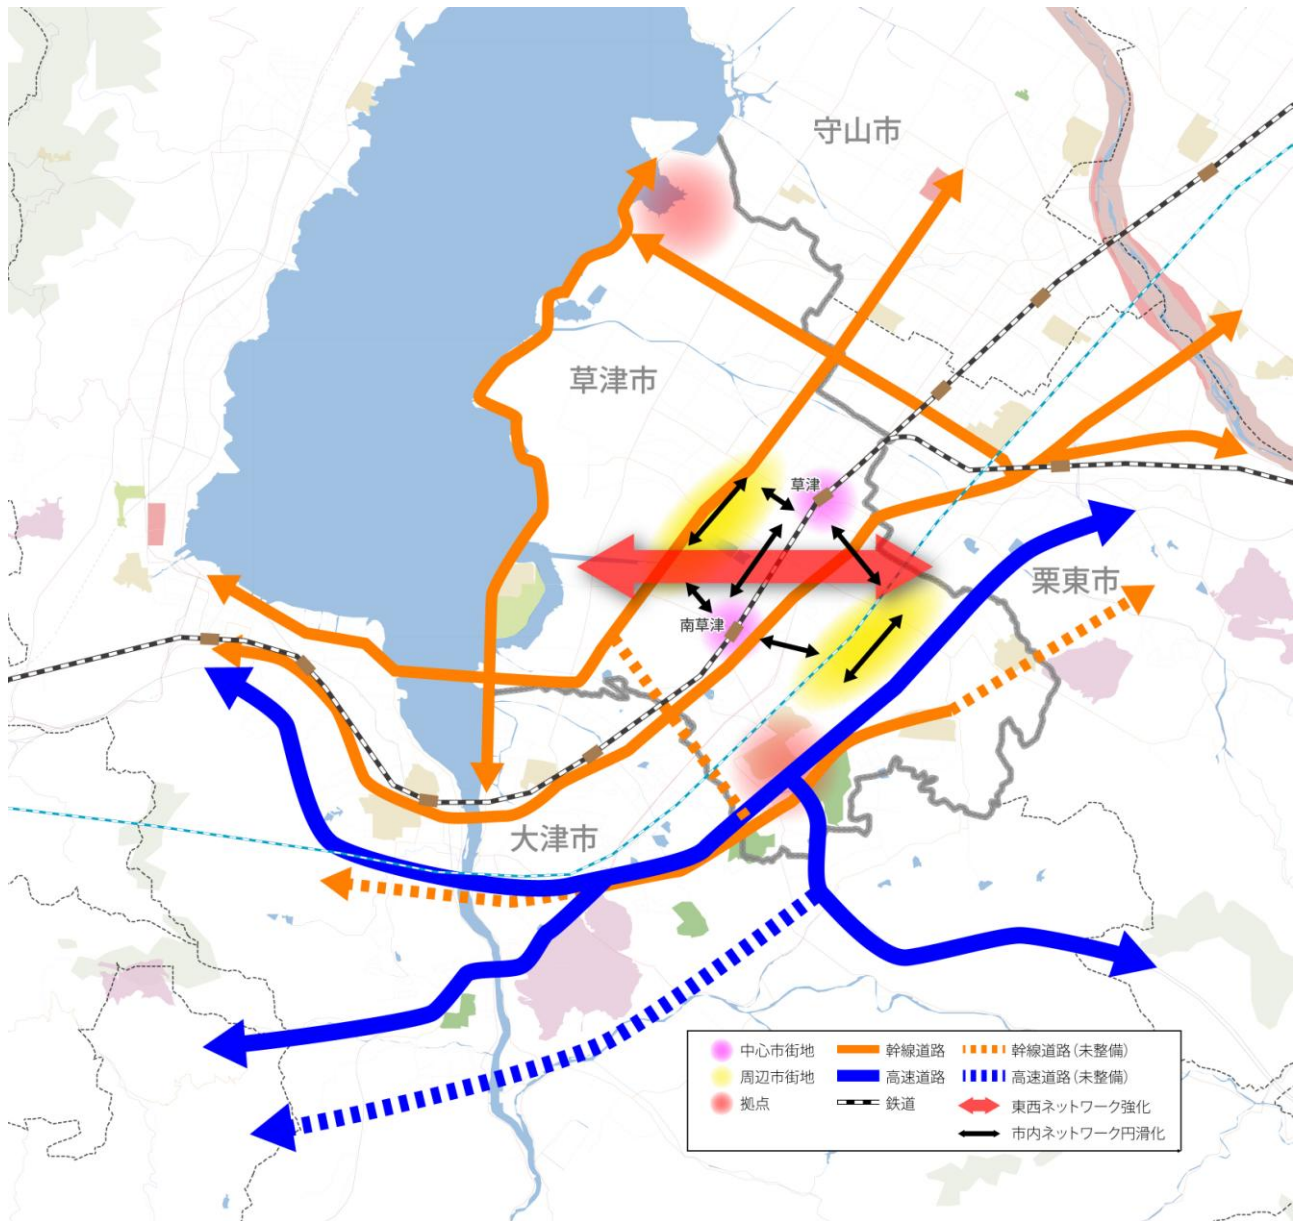 守山市
草津市
草津
栗東市
南草津
大津市
中心市街地
幹線道路
幹線道路（未整備）
周辺市街地
高速道路
高速道路（未整備）
拠点
鉄道
東西ネットワーク強化
市内ネットワーク円滑化